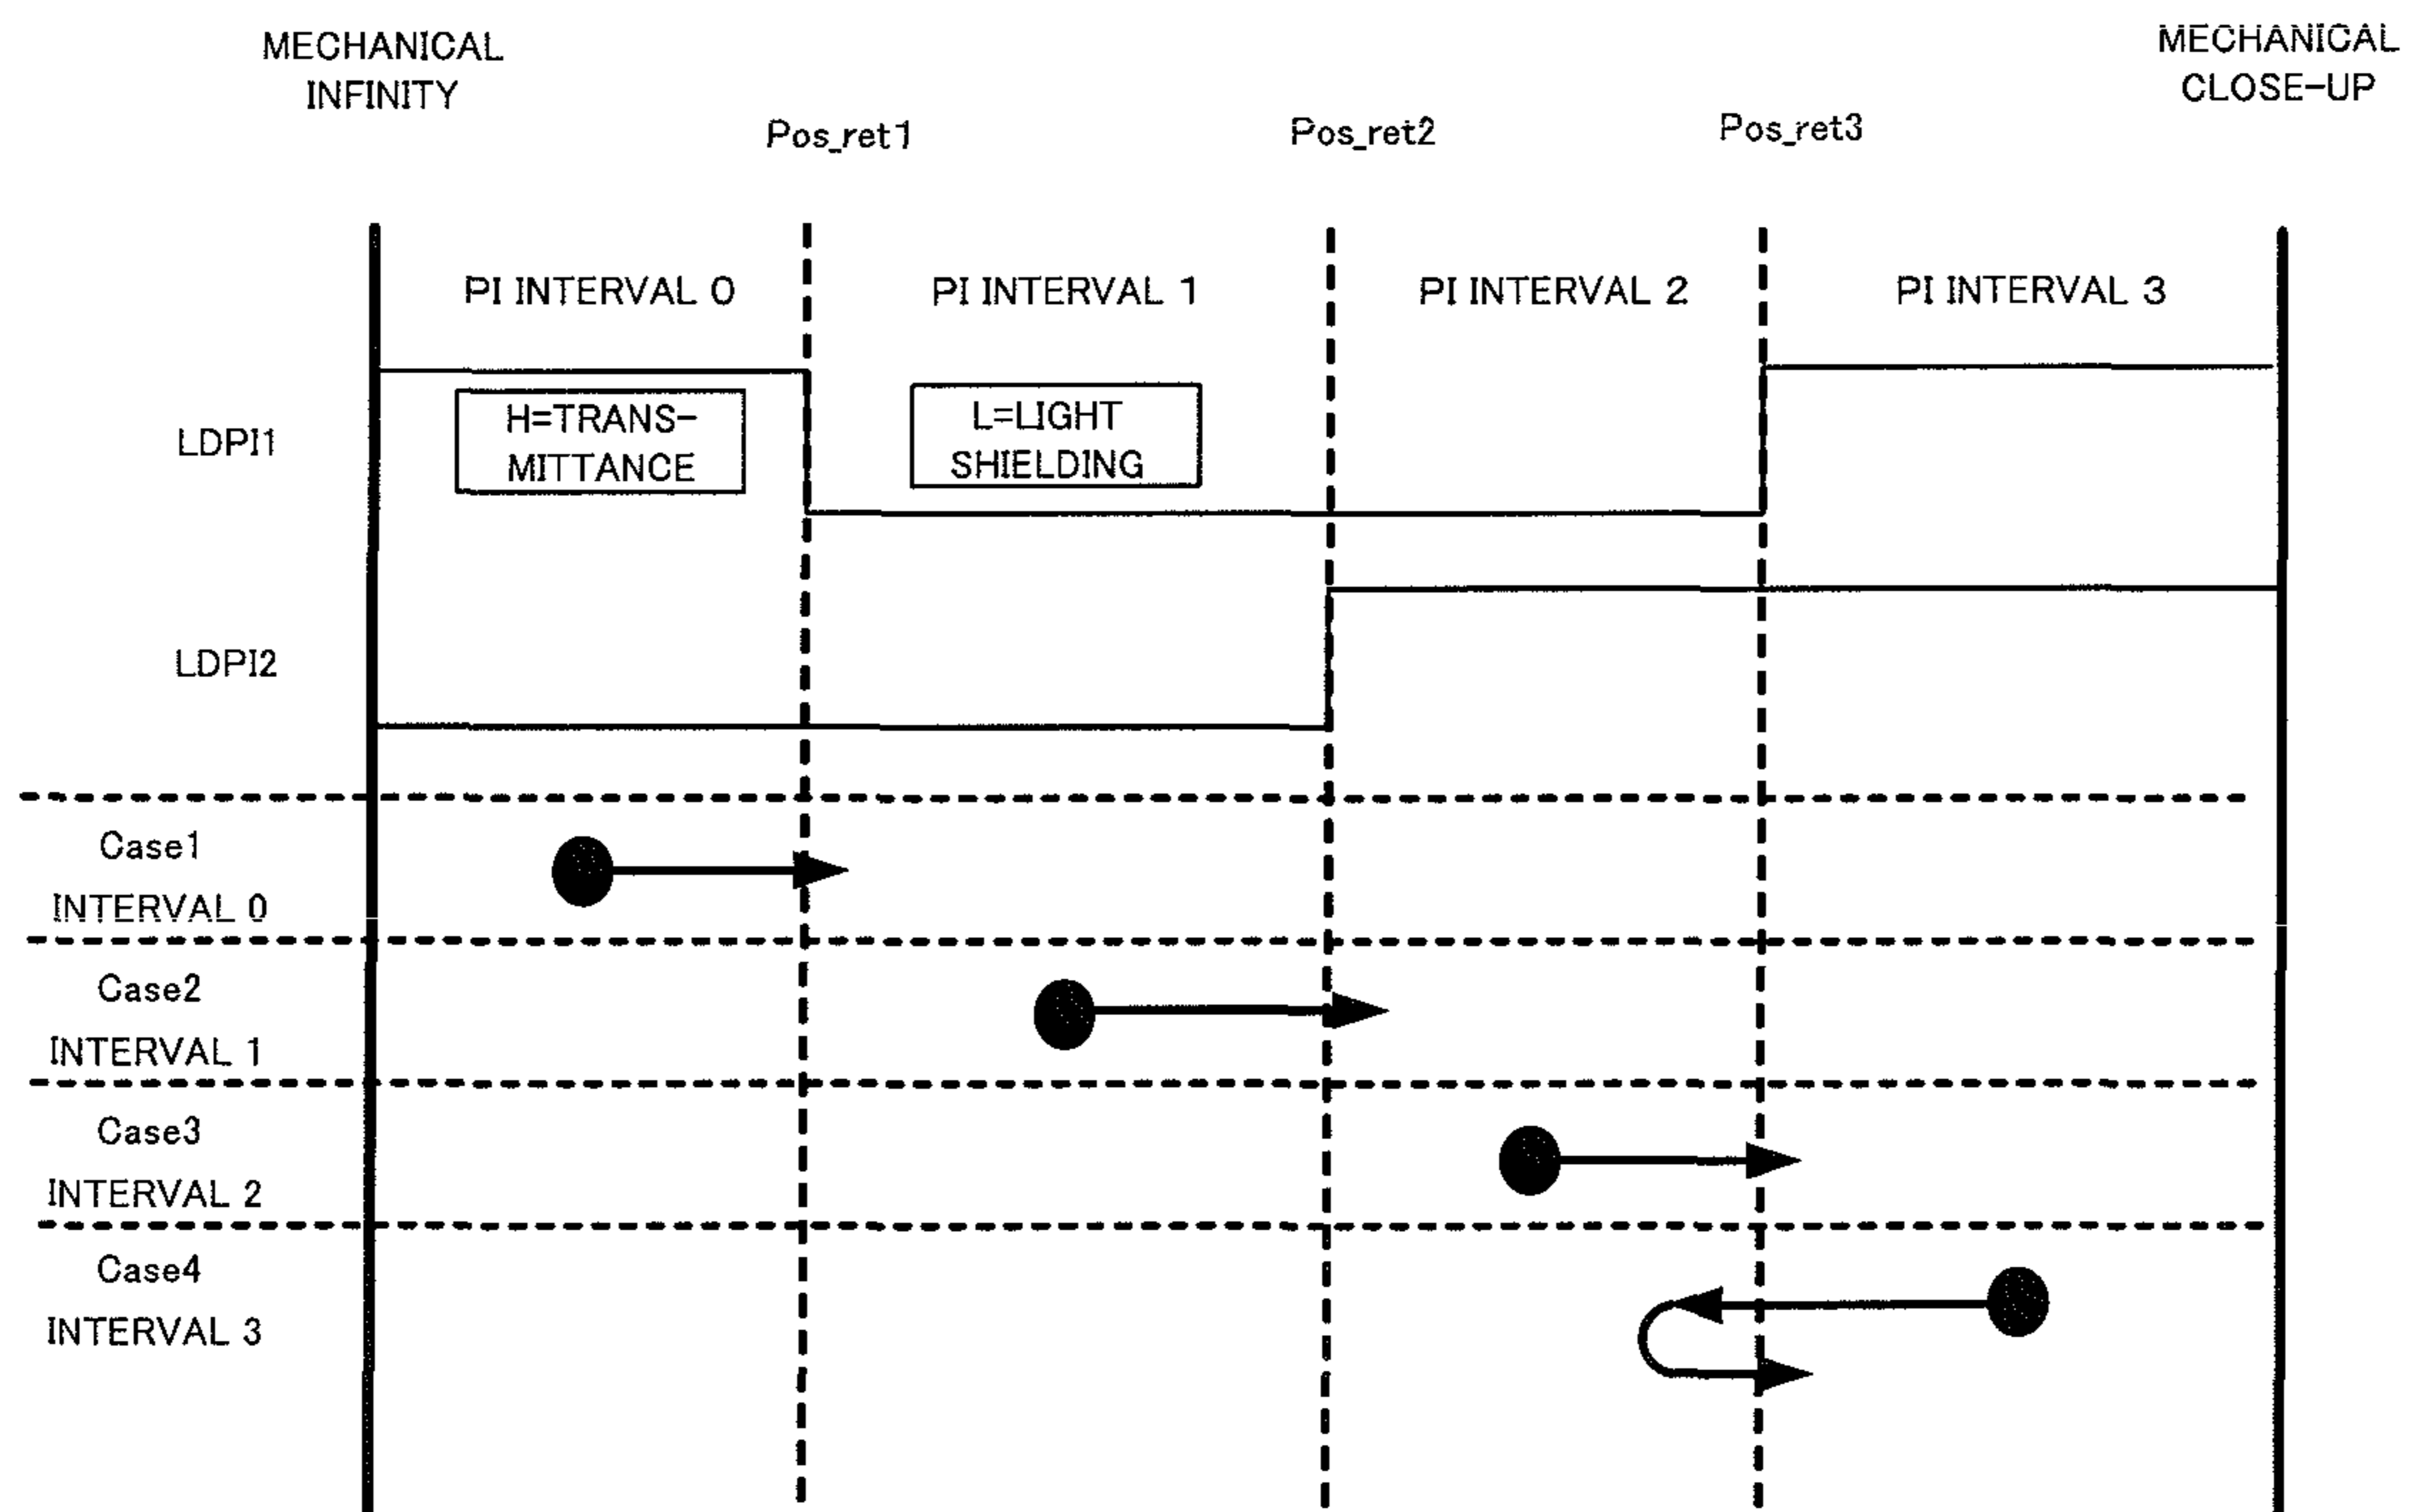 MECHANICAL
INFINITY
MECHANICAL
CLOSE-UP
Pos_ret1
Pos_ret2
Pos_ret3
PI INTERVAL 0
PI INTERVAL 1
PI INTERVAL 2
PI INTERVAL 3
LDPI1
H=TRANS-
MITTANCE
L=LIGHT
SHIELDING
LDPI2
Case1
INTERVAL 0
Case2
INTERVAL 1
Case3
INTERVAL 2
Case4
INTERVAL 3